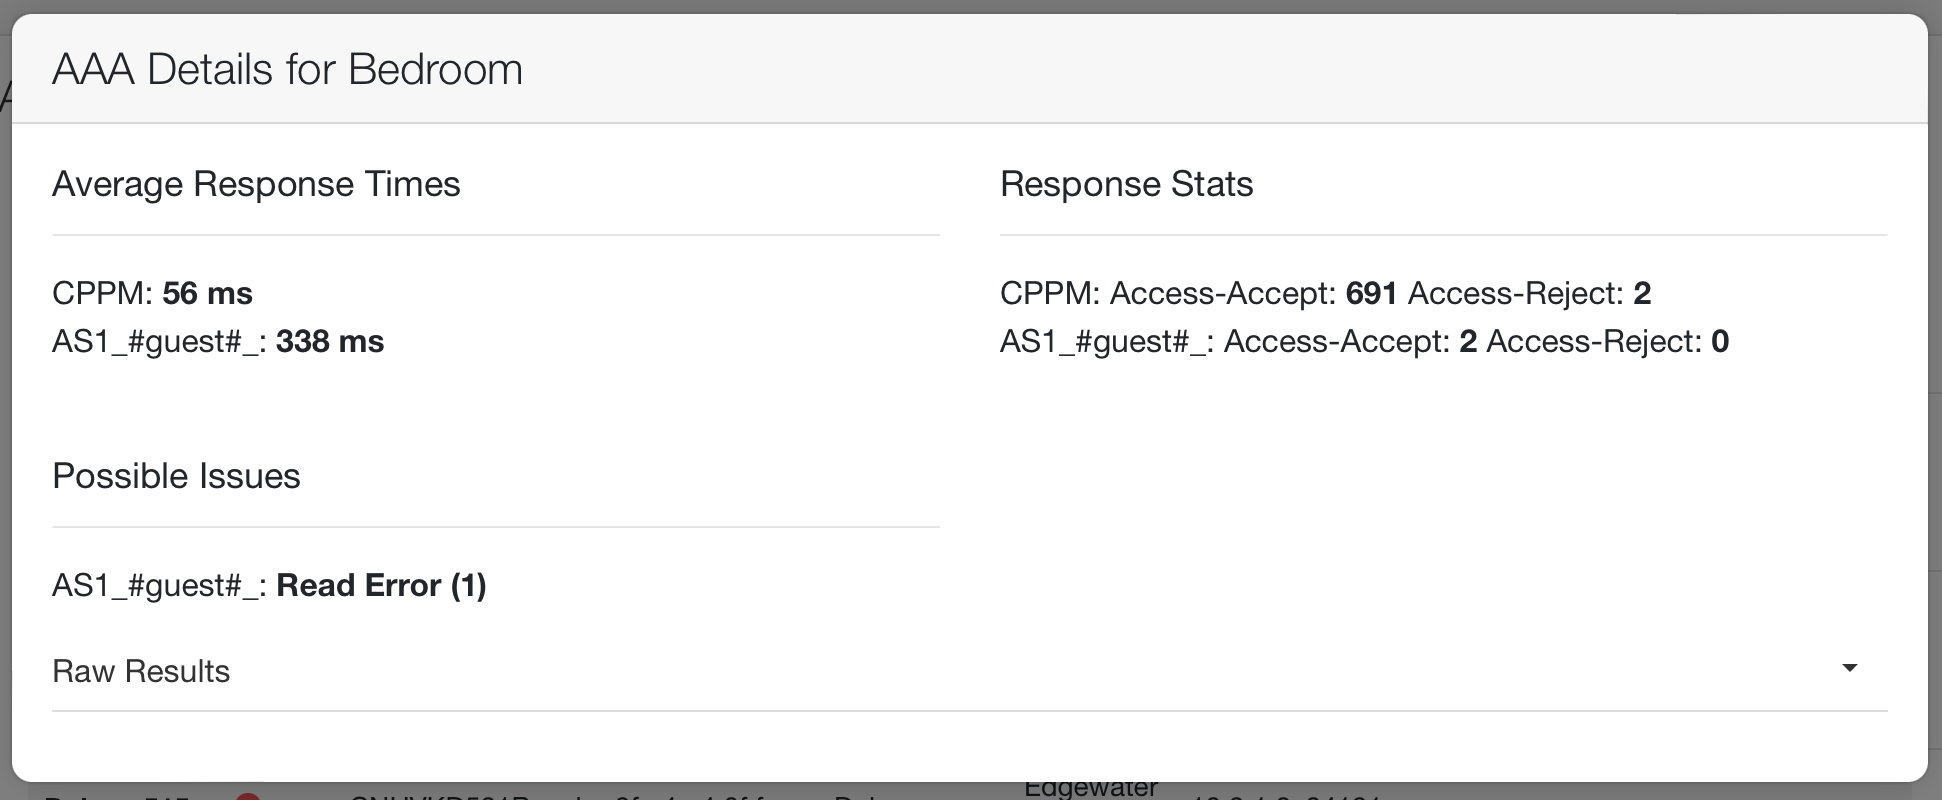 AAA Details for Bedroom
Average Response Times
CPPM: 56 ms
AS1_#guest#_: 338 ms
Response Stats
CPPM: Access-Accept: 691 Access-Reject: 2
AS1_#guest#_: Access-Accept: 2 Access-Reject: 0
Possible Issues
AS1_#guest#_: Read Error (1)
Raw Results
Edgewater